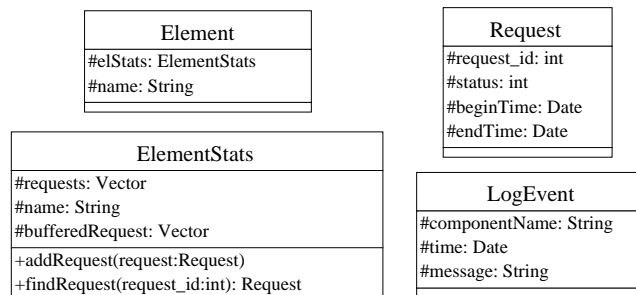 Element
#elStats: ElementStats
#name: String
Request
#request_id: int
#status: int
#beginTime: Date
#endTime: Date
ElementStats
#requests: Vector
#name: String
#bufferedRequest: Vector
+addRequest(request:Request)
+findRequest(request_id:int): Request
LogEvent
#componentName: String
#time: Date
#message: String